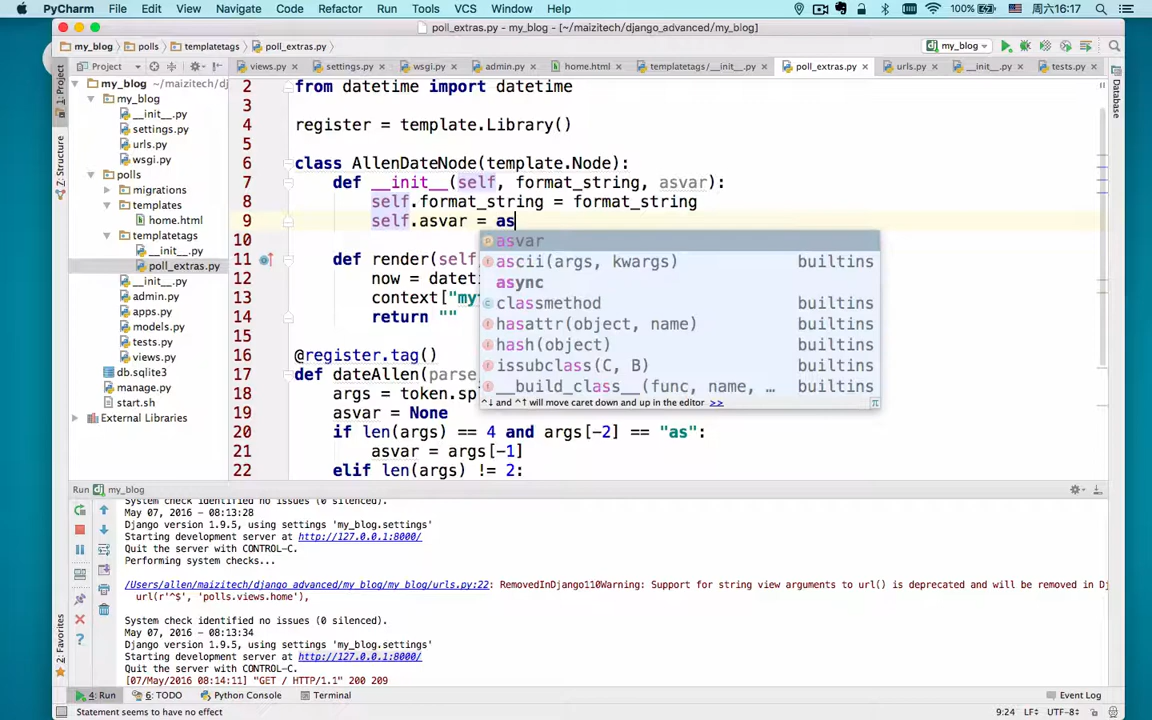 PyCharm File Edit View Navigate Code Refactor Run Tools VCS Window Help 100% 周六16:17
poll_extras.py - my_blog - [~/maizitech/django_advanced/my_blog]
my_blog polls templatetags poll_extras.py my_blog
Project views.py settings.py wsgi.py admin.py home.html templatetags/__init__.py poll_extras.py urls.py __init__.py tests.py
1: Project
Z: Structure
Favorites
Database
my_blog ~/maizitech/dj
my_blog
__init__.py
settings.py
urls.py
wsgi.py
polls
migrations
templates
home.html
templatetags
__init__.py
poll_extras.py
__init__.py
admin.py
apps.py
models.py
tests.py
views.py
db.sqlite3
manage.py
start.sh
External Libraries
2 from datetime import datetime
3
4 register = template.Library()
5
6 class AllenDateNode(template.Node):
7 def __init__(self, format_string, asvar):
8 self.format_string = format_string
9 self.asvar = as
10
11 def render(self,
12 now = dateti
13 context["my
14 return ""
15
16 @register.tag()
17 def dateAllen(parse
18 args = token.sp
19 asvar = None
20 if len(args) == 4 and args[-2] == "as":
21 asvar = args[-1]
22 elif len(args) != 2:
asvar
ascii(args, kwargs) builtins
async
classmethod builtins
hasattr(object, name) builtins
hash(object) builtins
issubclass(C, B) builtins
__build_class__(func, name, … builtins
^↓ and ^↑ will move caret down and up in the editor >> π
Run my_blog
System check identified no issues (0 silenced).
May 07, 2016 - 08:13:28
Django version 1.9.5, using settings 'my_blog.settings'
Starting development server at http://127.0.0.1:8000/
Quit the server with CONTROL-C.
Performing system checks...
/Users/allen/maizitech/django_advanced/my_blog/my_blog/urls.py:22: RemovedInDjango110Warning: Support for string view arguments to url() is deprecated and will be removed in Dj
url(r'^$', 'polls.views.home'),
System check identified no issues (0 silenced).
May 07, 2016 - 08:13:34
Django version 1.9.5, using settings 'my_blog.settings'
Starting development server at http://127.0.0.1:8000/
Quit the server with CONTROL-C.
[07/May/2016 08:14:11] "GET / HTTP/1.1" 200 209
4: Run 6: TODO Python Console Terminal Event Log
Statement seems to have no effect 9:24 LF÷ UTF-8÷